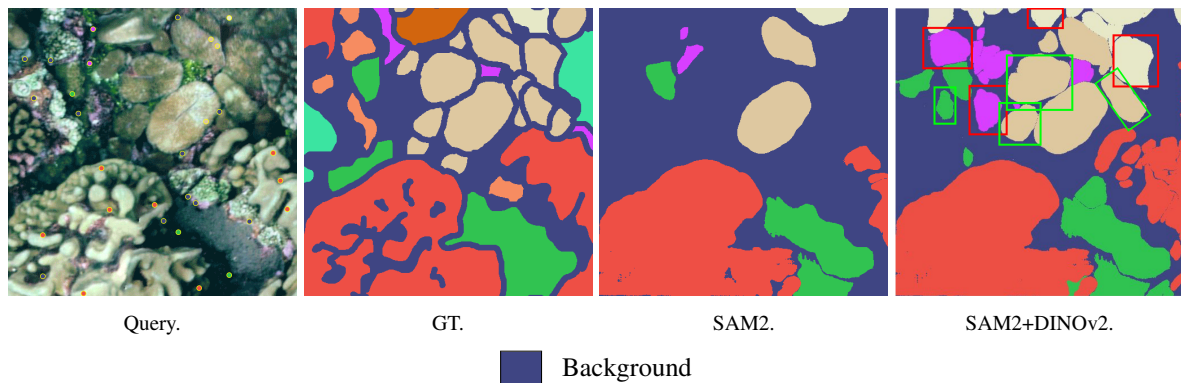 Query.
GT.
SAM2.
SAM2+DINOv2.
Background